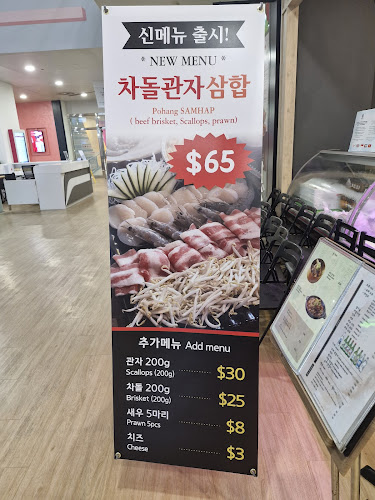 신메뉴 출시!
* NEW MENU *
차돌관자삼합
Pohang SAMHAP
( beef brisket, Scallops, prawn)
$65
추가메뉴 Add menu
관자 200g
Scallops (200g) $30
차돌 200g
Brisket (200g) $25
새우 5마리
Prawn 5pcs $8
치즈
Cheese $3